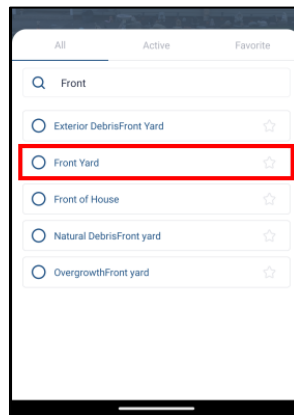 All Active Favorite
Front
Exterior DebrisFront Yard
Front Yard
Front of House
Natural DebrisFront yard
OvergrowthFront yard